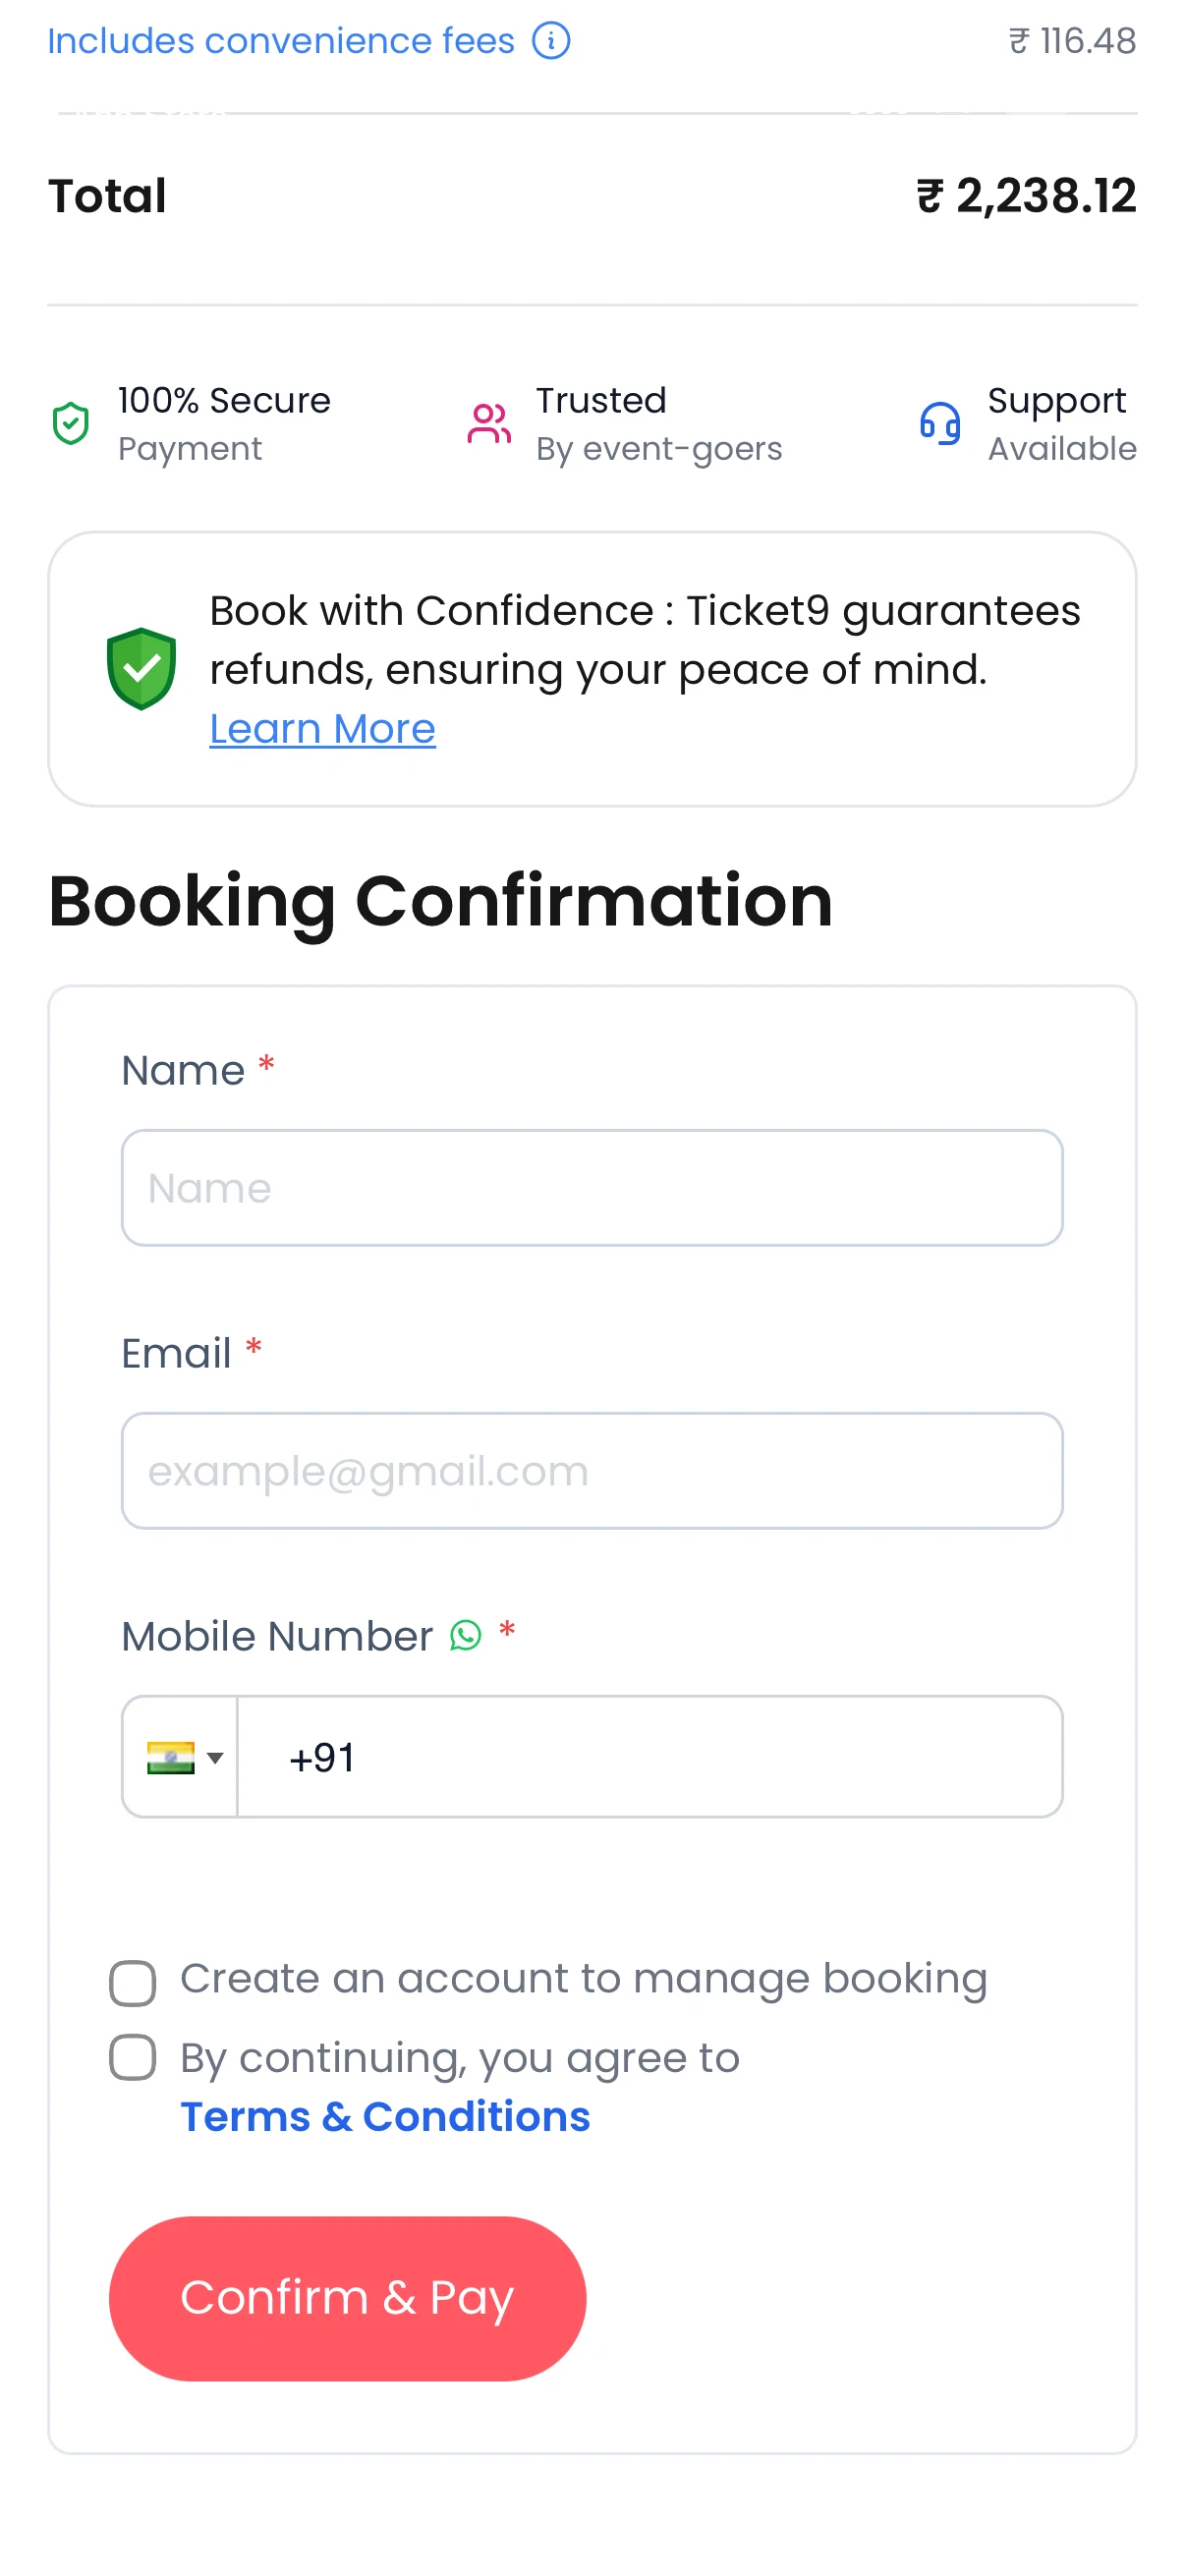 Includes convenience fees ₹ 116.48
Total ₹ 2,238.12
100% Secure
Payment
Trusted
By event-goers
Support
Available
Book with Confidence : Ticket9 guarantees
refunds, ensuring your peace of mind.
Learn More
Booking Confirmation
Name *
Name
Email *
example@gmail.com
Mobile Number *
+91
Create an account to manage booking
By continuing, you agree to
Terms & Conditions
Confirm & Pay